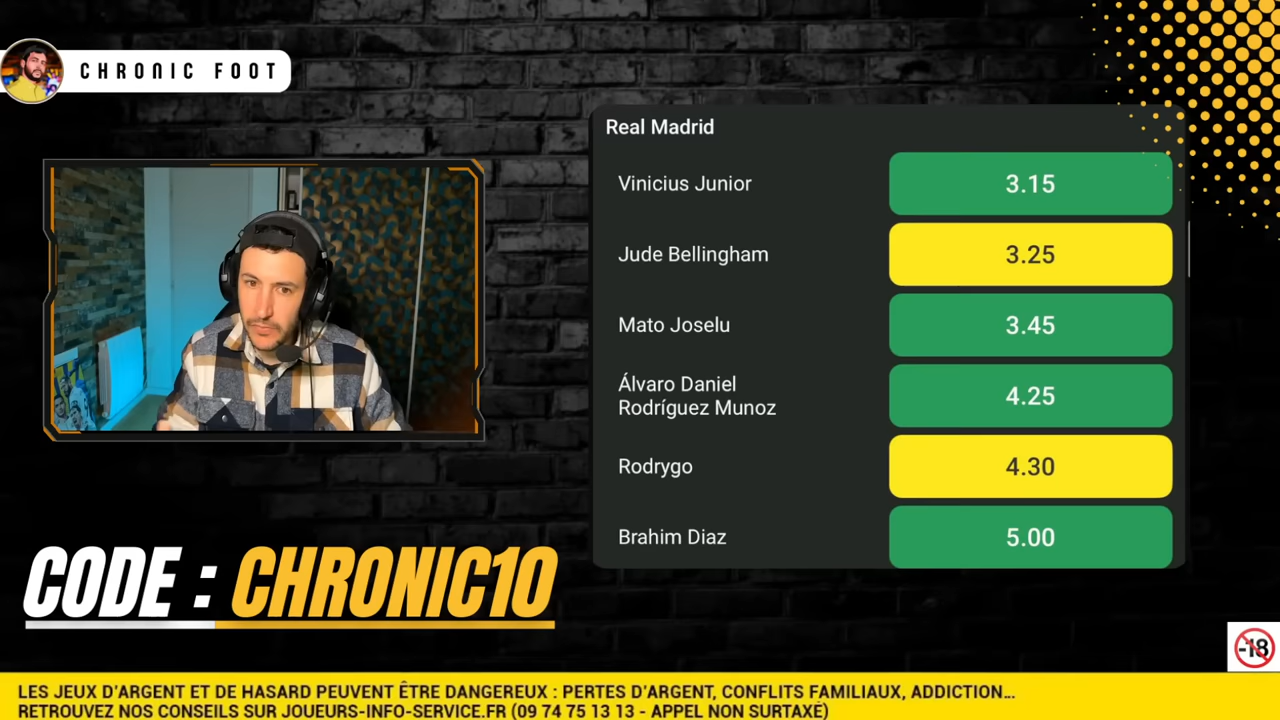 CHRONIC FOOT
Real Madrid
Vinicius Junior 3.15
Jude Bellingham 3.25
Mato Joselu 3.45
Álvaro Daniel
Rodríguez Munoz 4.25
Rodrygo 4.30
Brahim Diaz 5.00
CODE : CHRONIC10
-18
LES JEUX D'ARGENT ET DE HASARD PEUVENT ÊTRE DANGEREUX : PERTES D'ARGENT, CONFLITS FAMILIAUX, ADDICTION...
RETROUVEZ NOS CONSEILS SUR JOUEURS-INFO-SERVICE.FR (09 74 75 13 13 - APPEL NON SURTAXÉ)